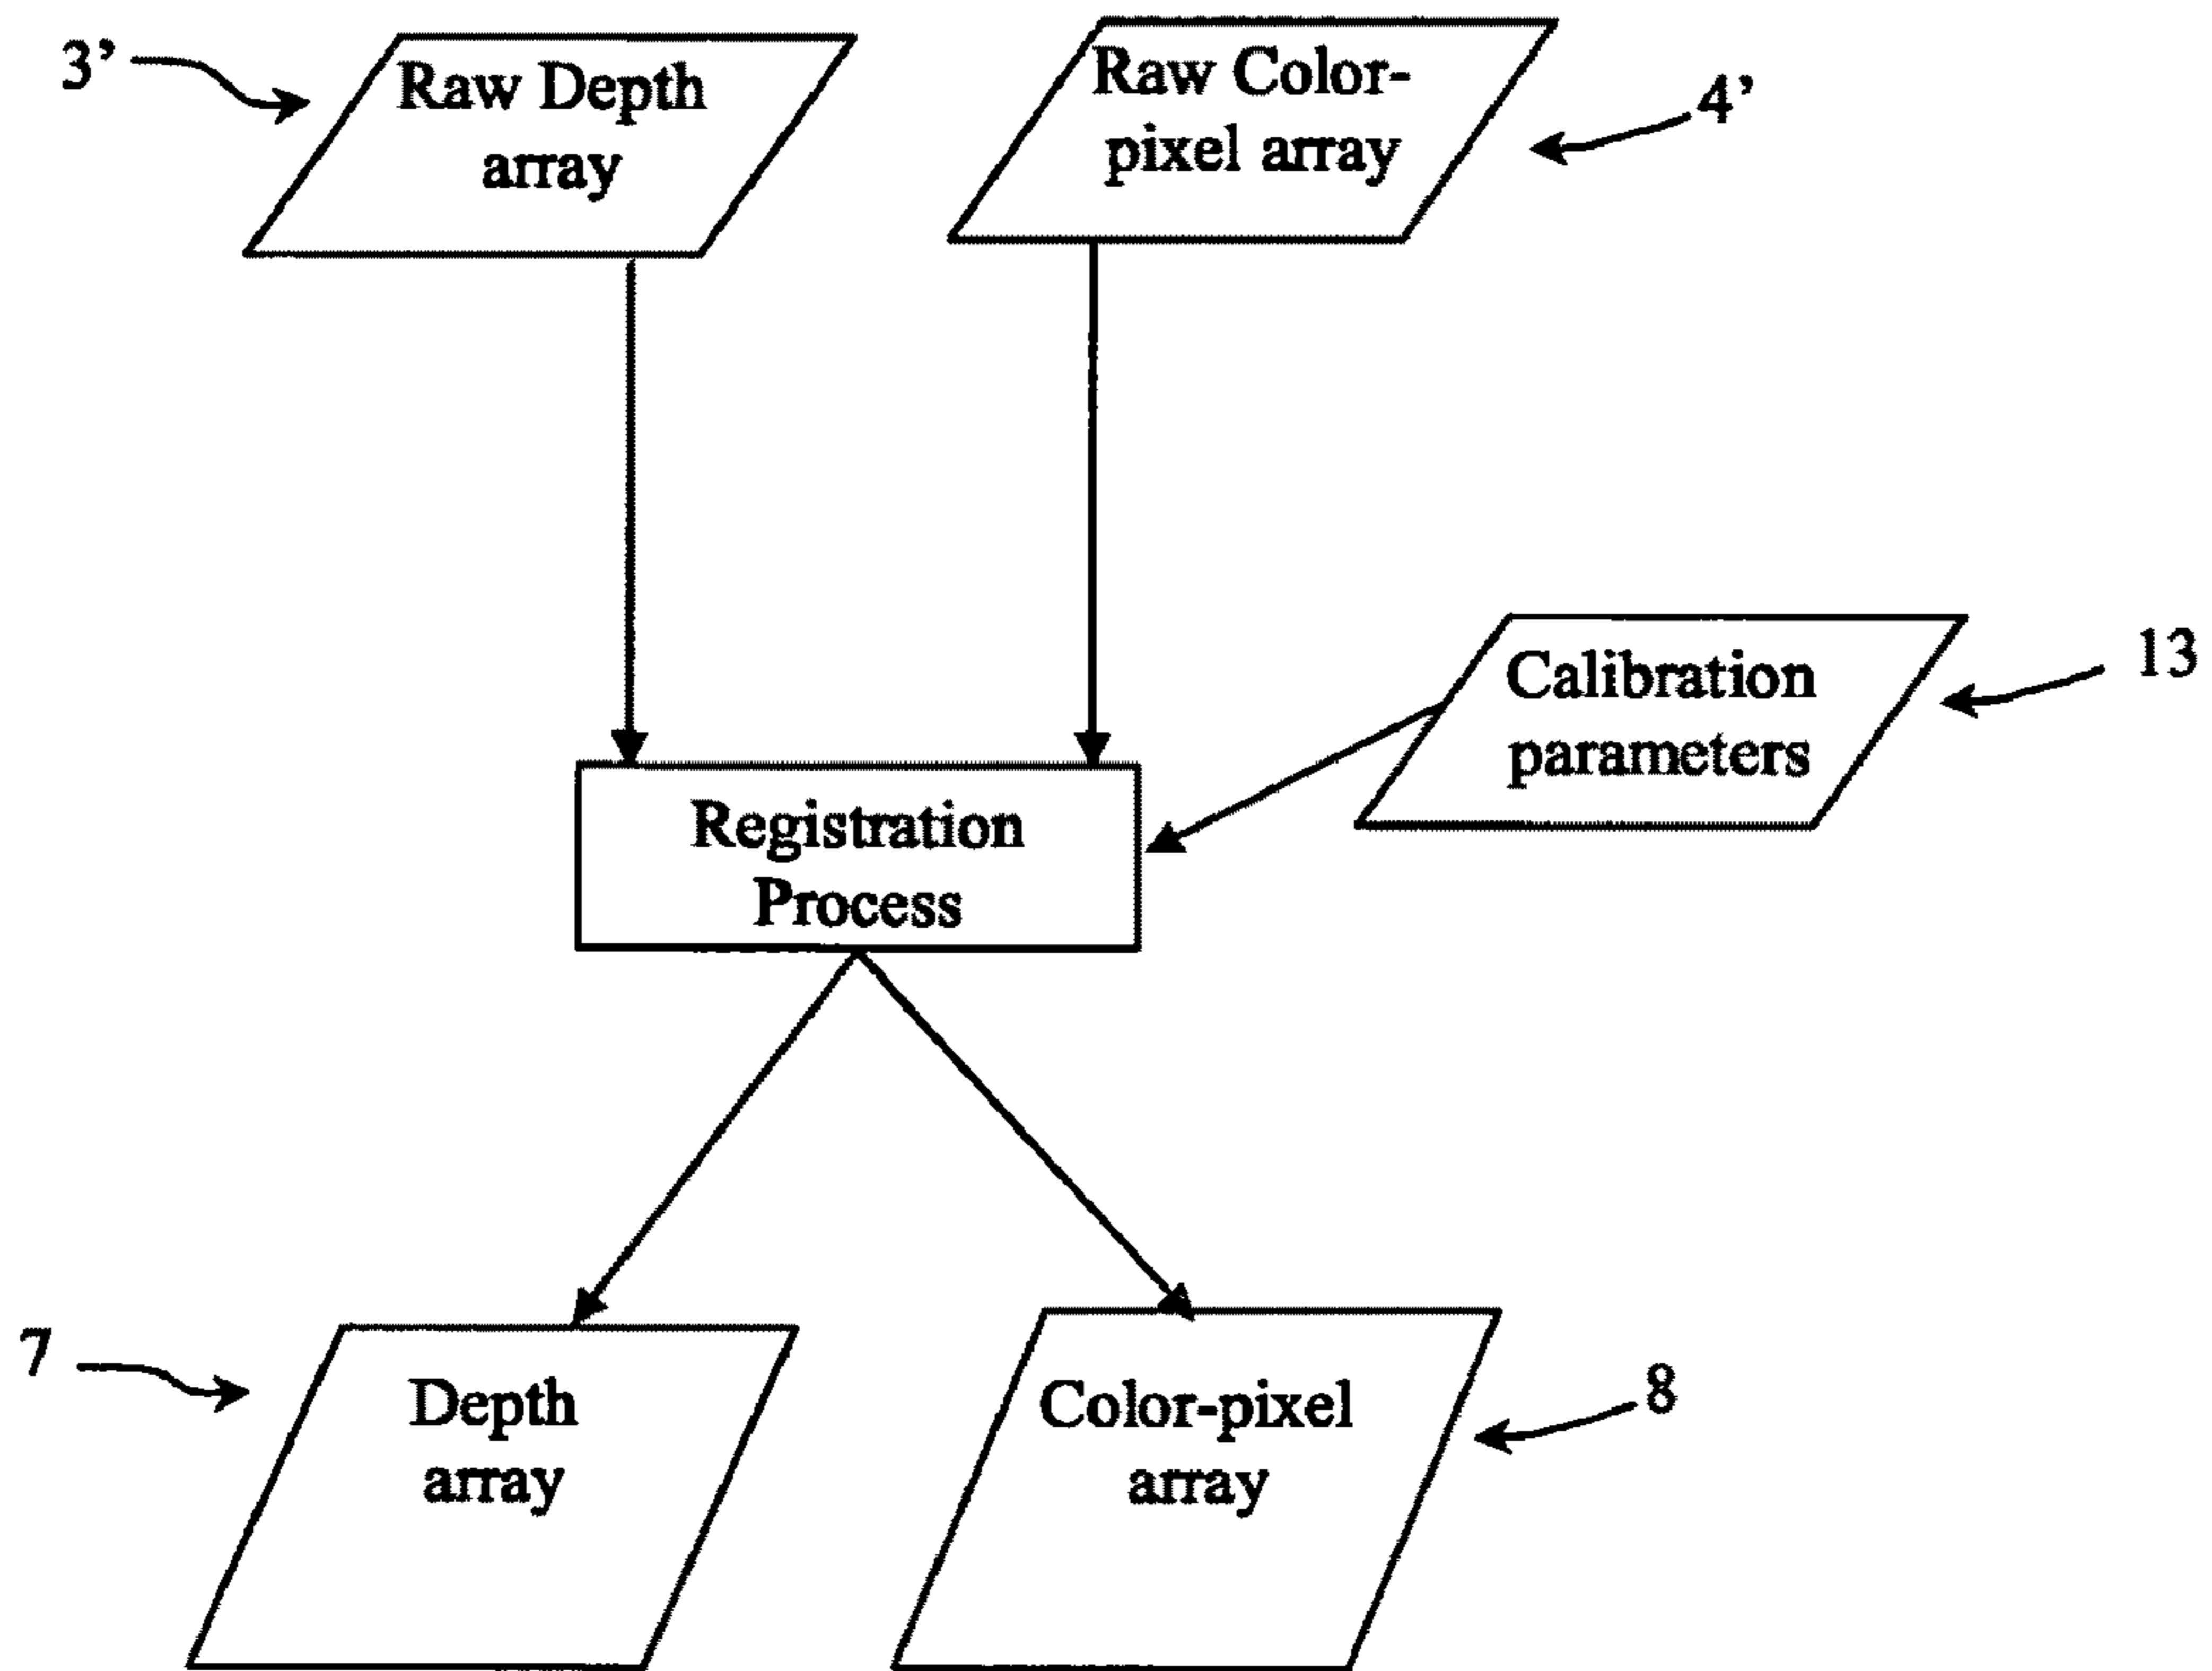 3’
Raw Depth
array
Raw Color-
pixel array
4’
Calibration
parameters
13
Registration
Process
7
Depth
array
Color-pixel
array
8